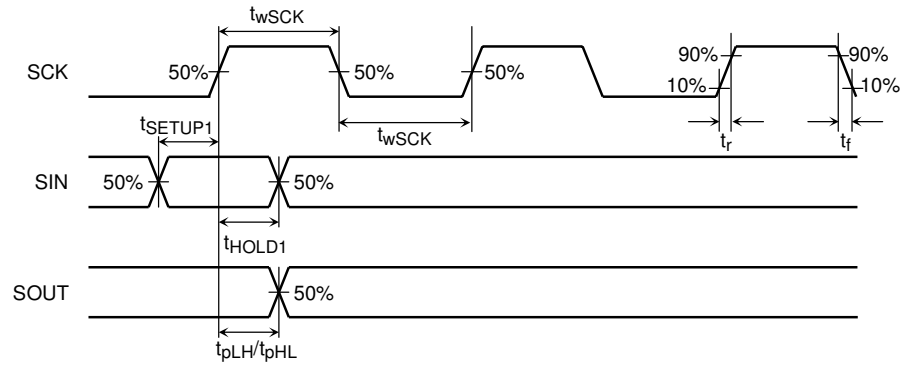 twSCK
90%
90%
SCK
50%
50%
50%
10%
10%
tSETUP1
twSCK
tr
tf
SIN
50%
50%
tHOLD1
SOUT
50%
tpLH/tpHL